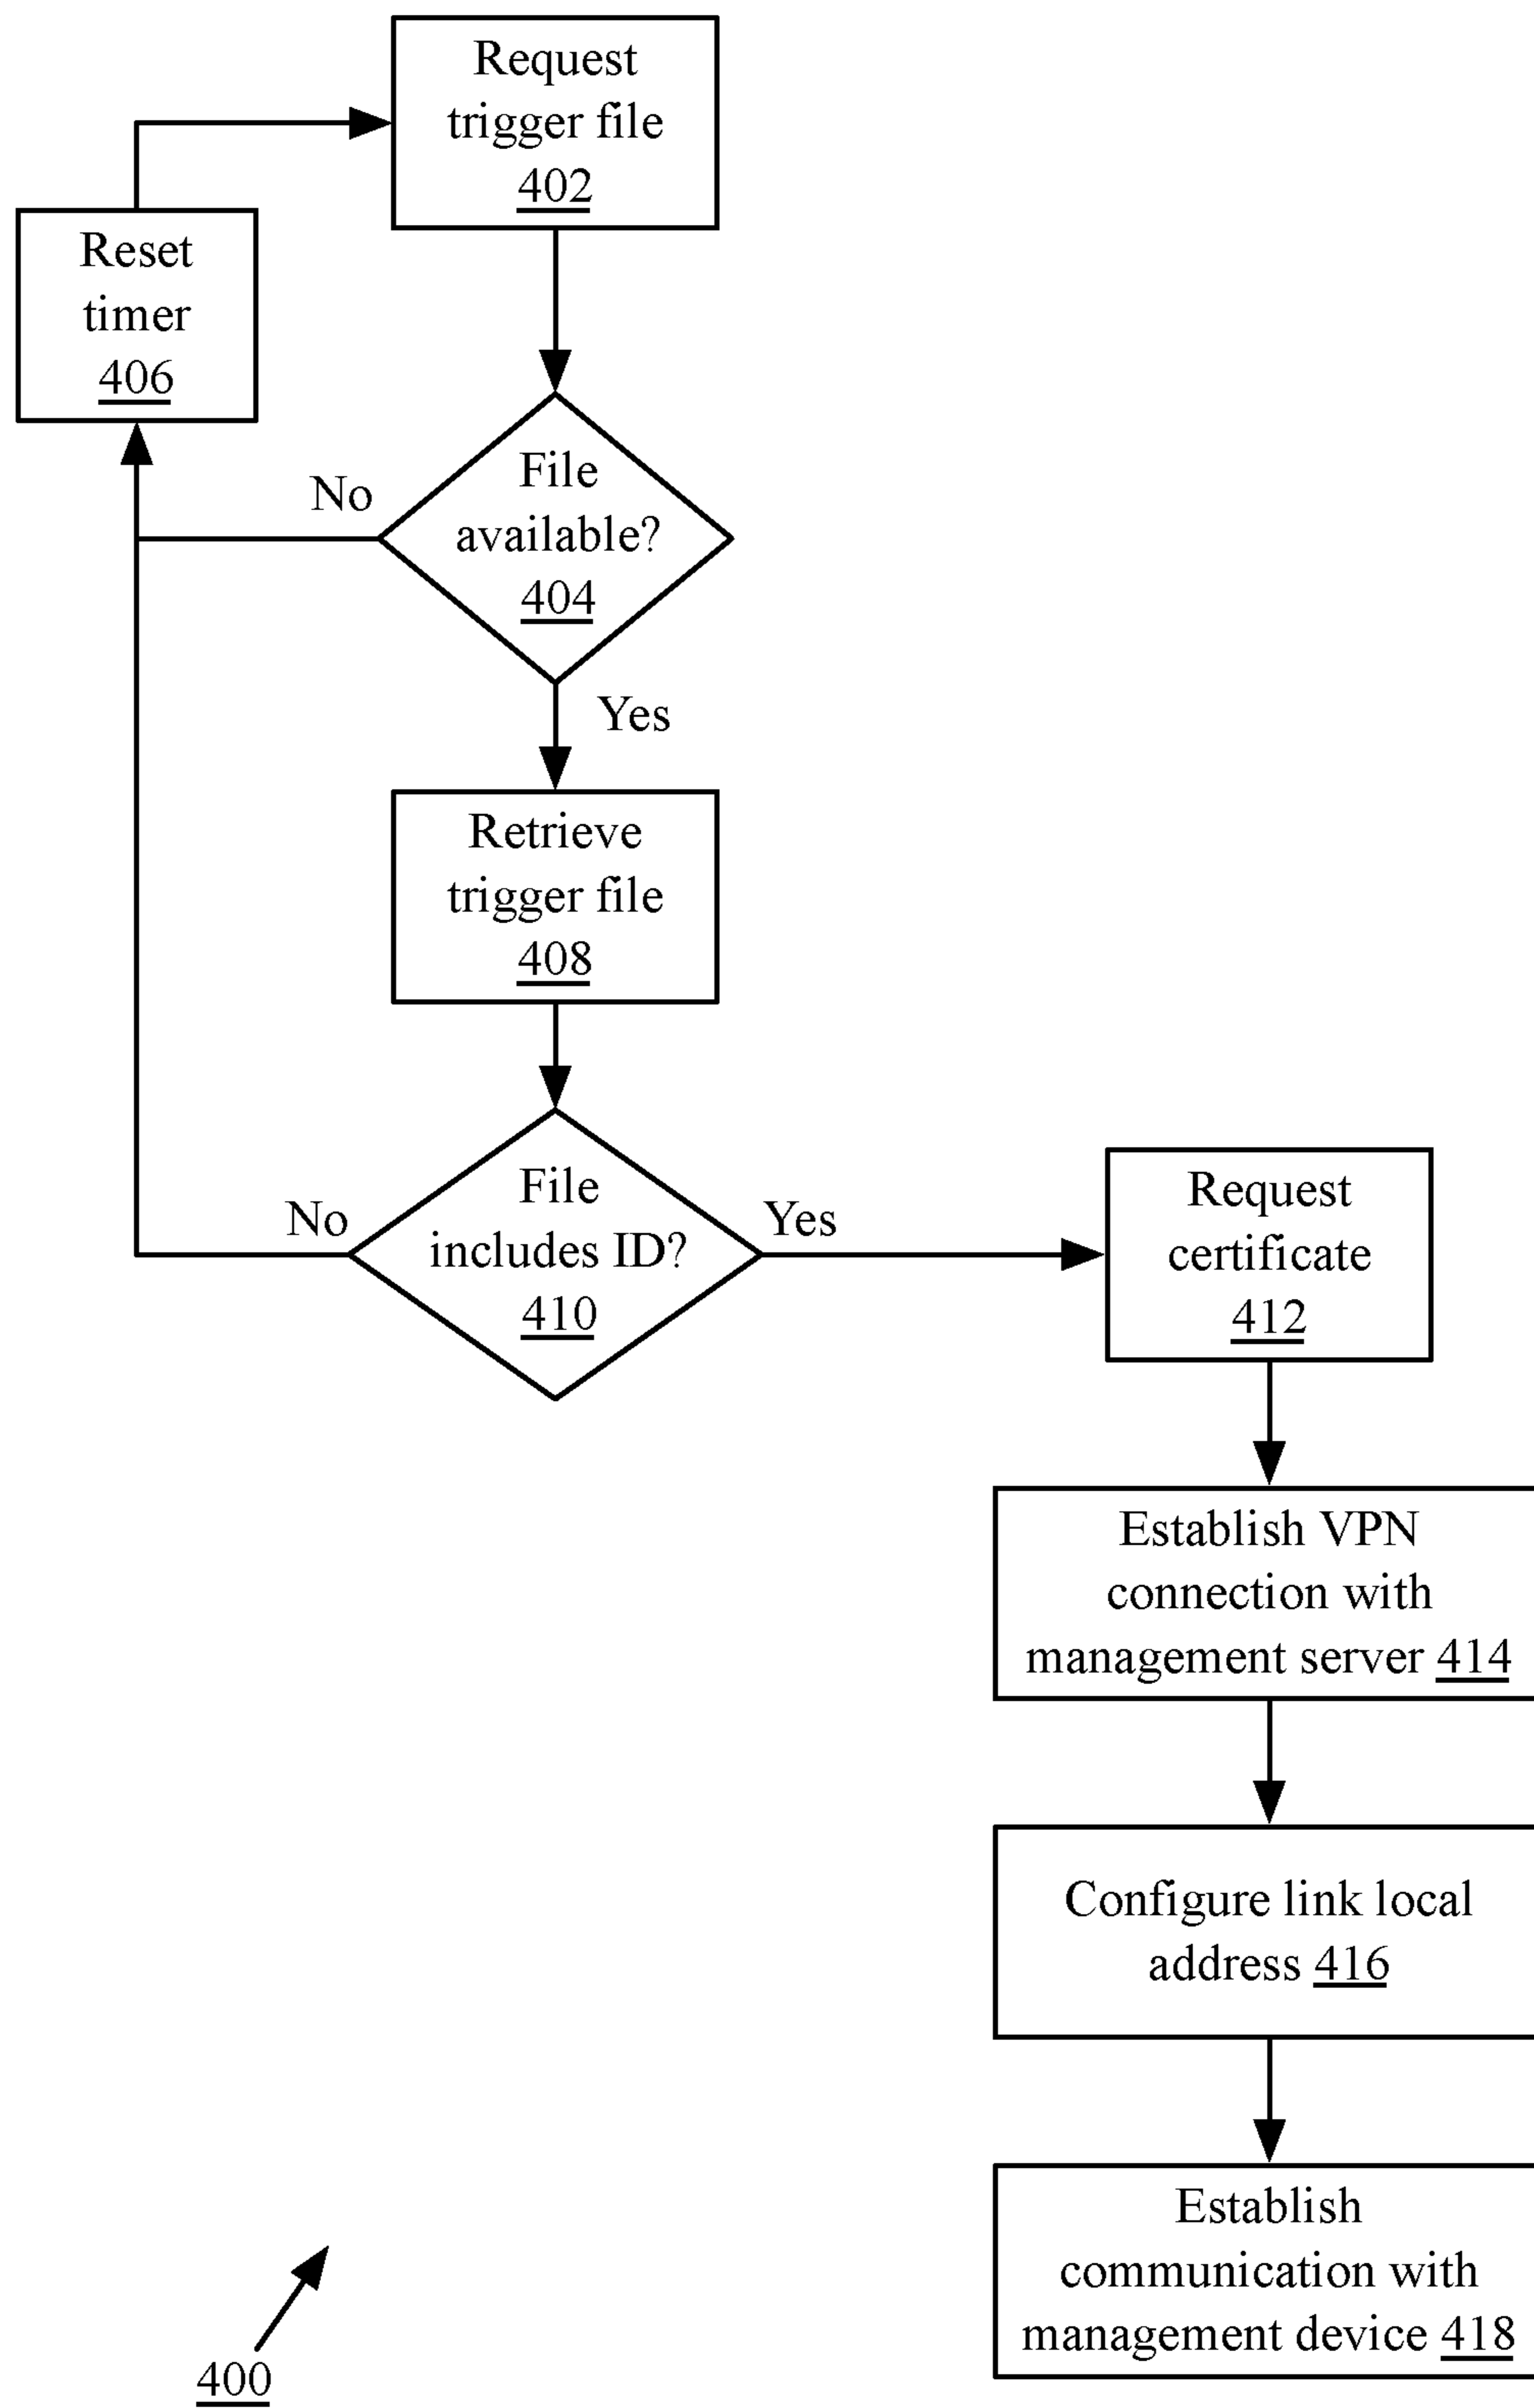 Request
trigger file
402
Reset
timer
406
File
available?
404
No
Yes
Retrieve
trigger file
408
File
includes ID?
410
No
Yes
Request
certificate
412
Establish VPN
connection with
management server 414
Configure link local
address 416
Establish
communication with
management device 418
400